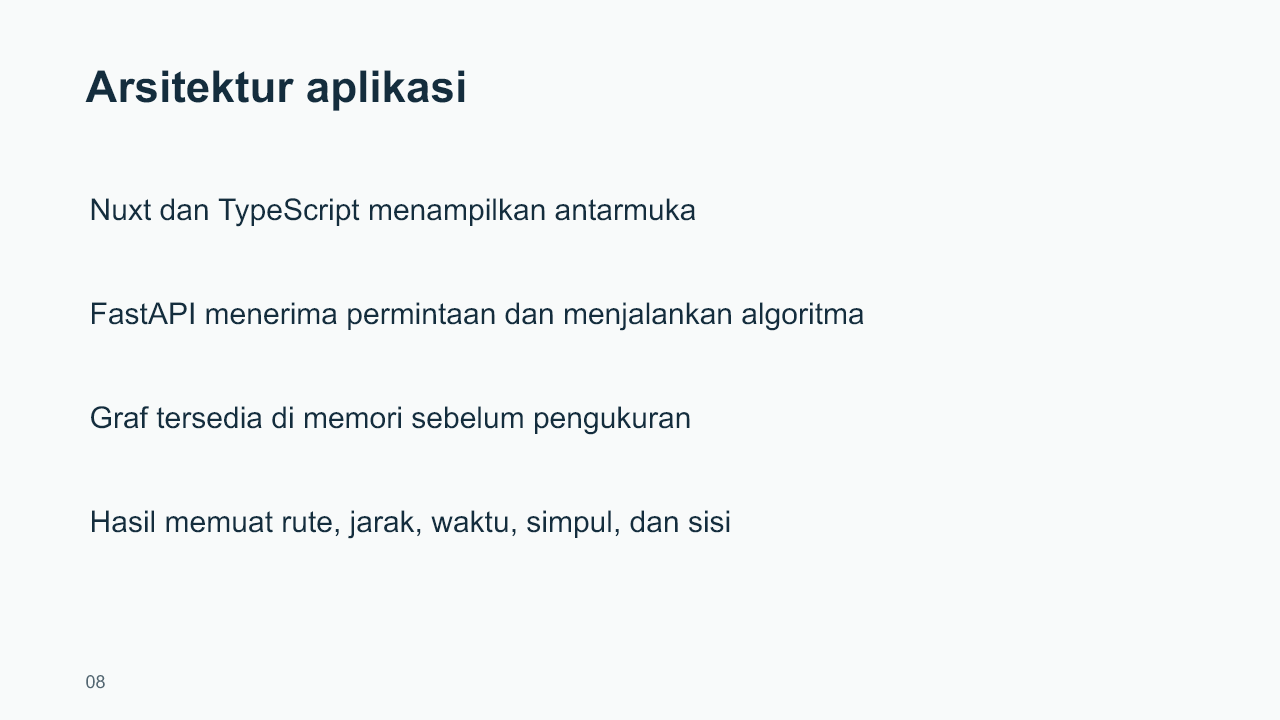 Arsitektur aplikasi
Nuxt dan TypeScript menampilkan antarmuka
FastAPI menerima permintaan dan menjalankan algoritma
Graf tersedia di memori sebelum pengukuran
Hasil memuat rute, jarak, waktu, simpul, dan sisi
08